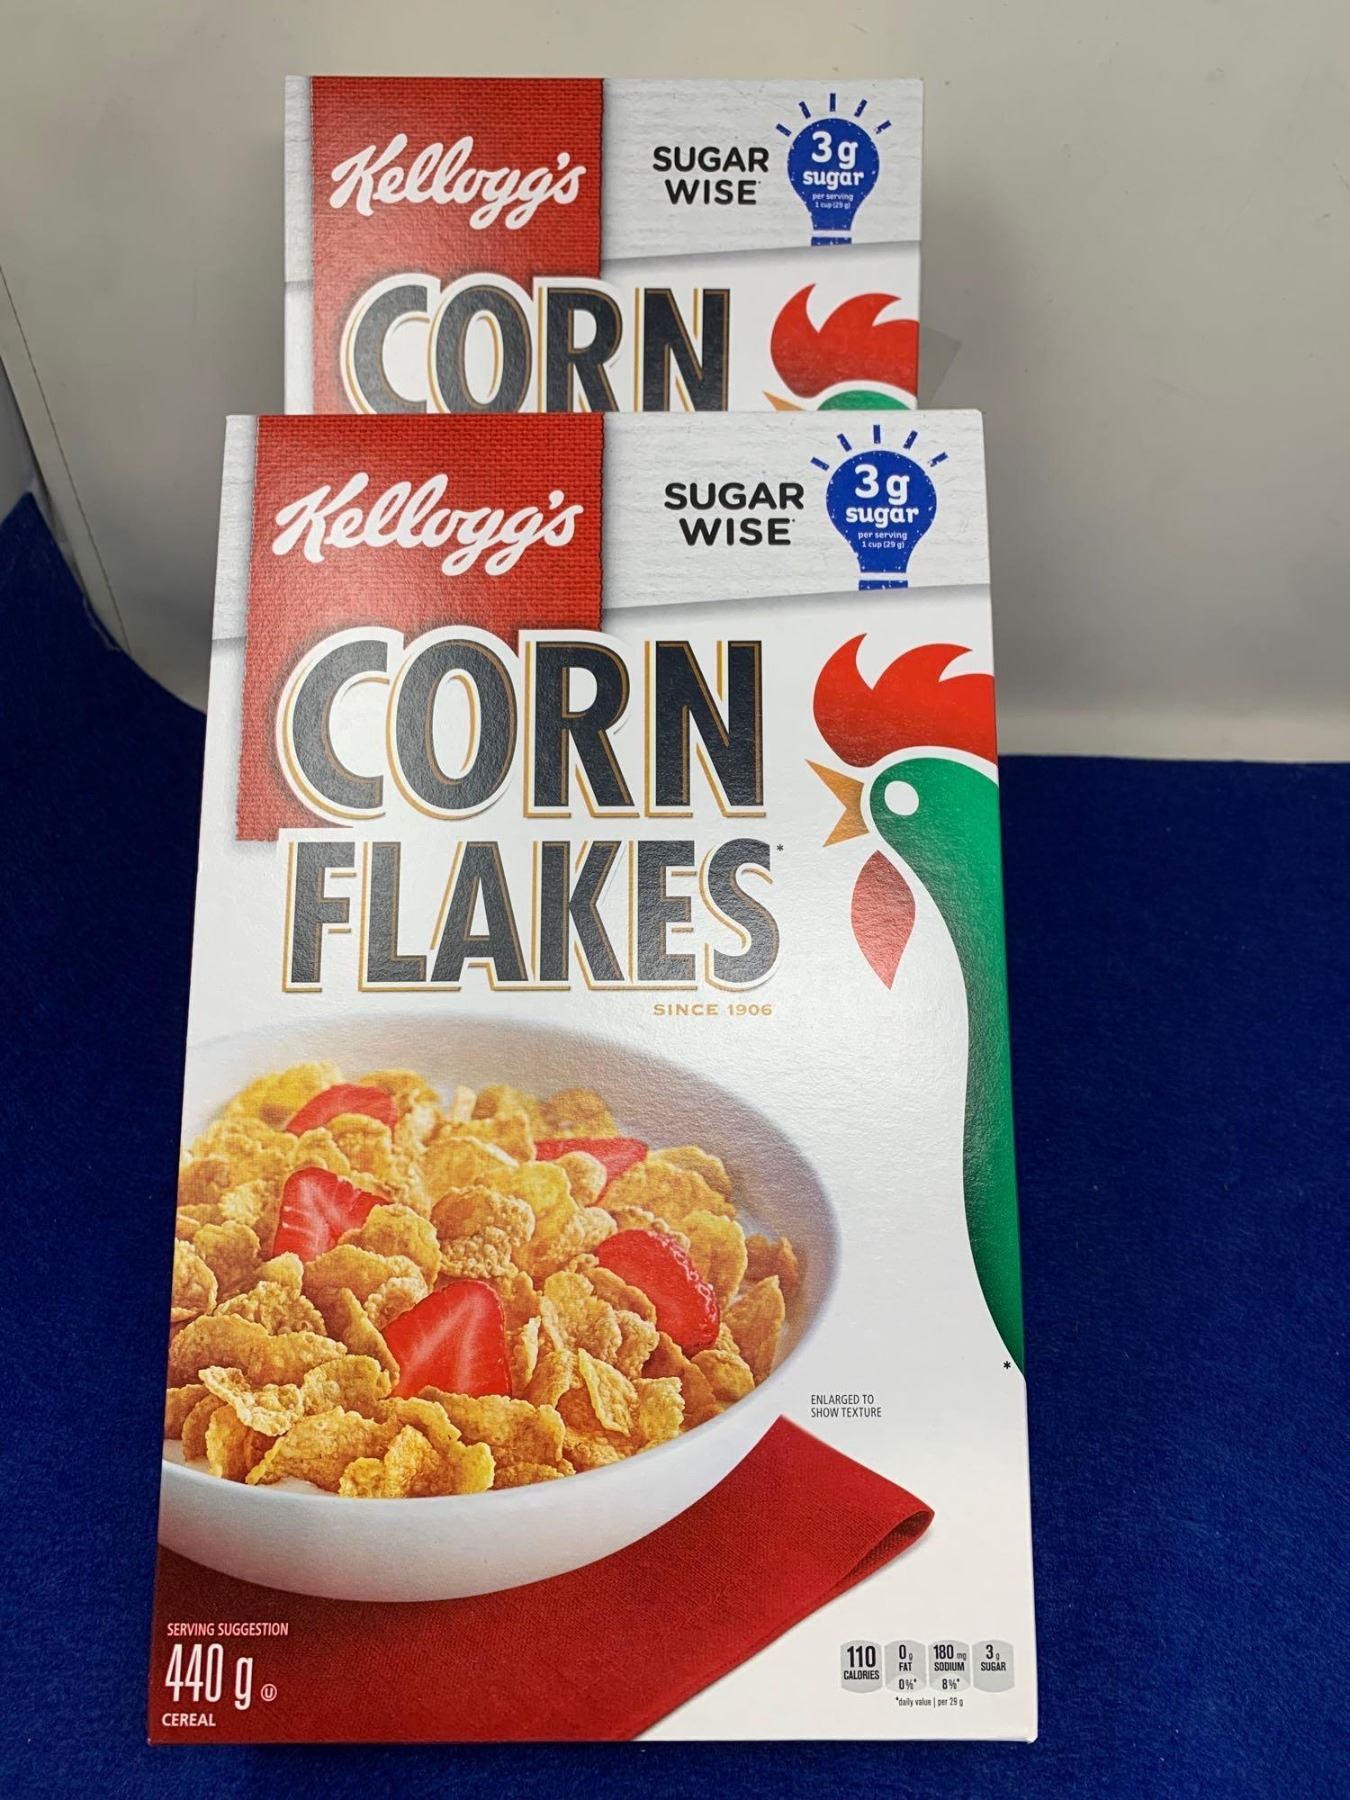 Kellogg's
SUGAR
WISE*
3g
sugar
per serving
1 cup (29 g)
CORN
Kellogg's
SUGAR
WISE*
3g
sugar
per serving
1 cup (29 g)
CORN
FLAKES*
SINCE 1906
*
ENLARGED TO
SHOW TEXTURE
SERVING SUGGESTION
440 g U
CEREAL
110 0g 180 mg 3g
CALORIES FAT SODIUM SUGAR
0%* 8%*
*daily value | per 29 g